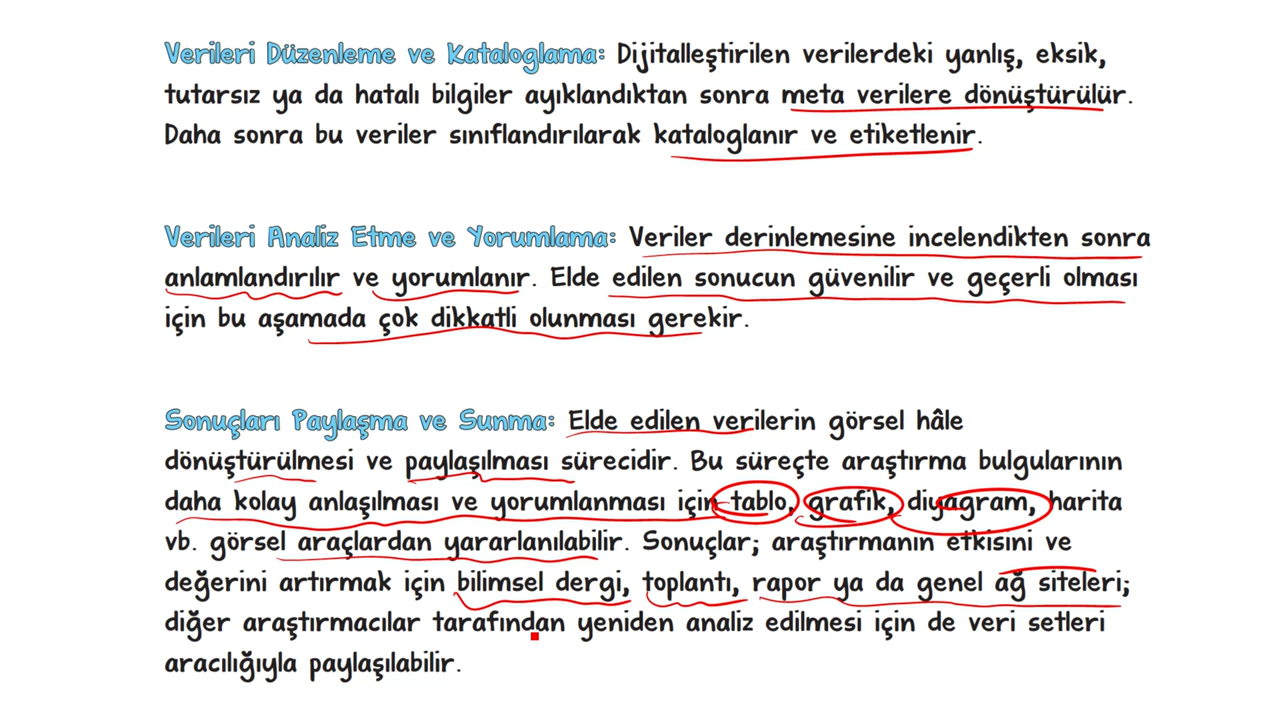 Verileri Düzenleme ve Kataloglama: Dijitalleştirilen verilerdeki yanlış, eksik,
tutarsız ya da hatalı bilgiler ayıklandıktan sonra meta verilere dönüştürülür.
Daha sonra bu veriler sınıflandırılarak kataloglanır ve etiketlenir.
Verileri Analiz Etme ve Yorumlama: Veriler derinlemesine incelendikten sonra
anlamlandırılır ve yorumlanır. Elde edilen sonucun güvenilir ve geçerli olması
için bu aşamada çok dikkatli olunması gerekir.
Sonuçları Paylaşma ve Sunma: Elde edilen verilerin görsel hâle
dönüştürülmesi ve paylaşılması sürecidir. Bu süreçte araştırma bulgularının
daha kolay anlaşılması ve yorumlanması için tablo, grafik, diyagram, harita
vb. görsel araçlardan yararlanılabilir. Sonuçlar; araştırmanın etkisini ve
değerini artırmak için bilimsel dergi, toplantı, rapor ya da genel ağ siteleri;
diğer araştırmacılar tarafından yeniden analiz edilmesi için de veri setleri
aracılığıyla paylaşılabilir.